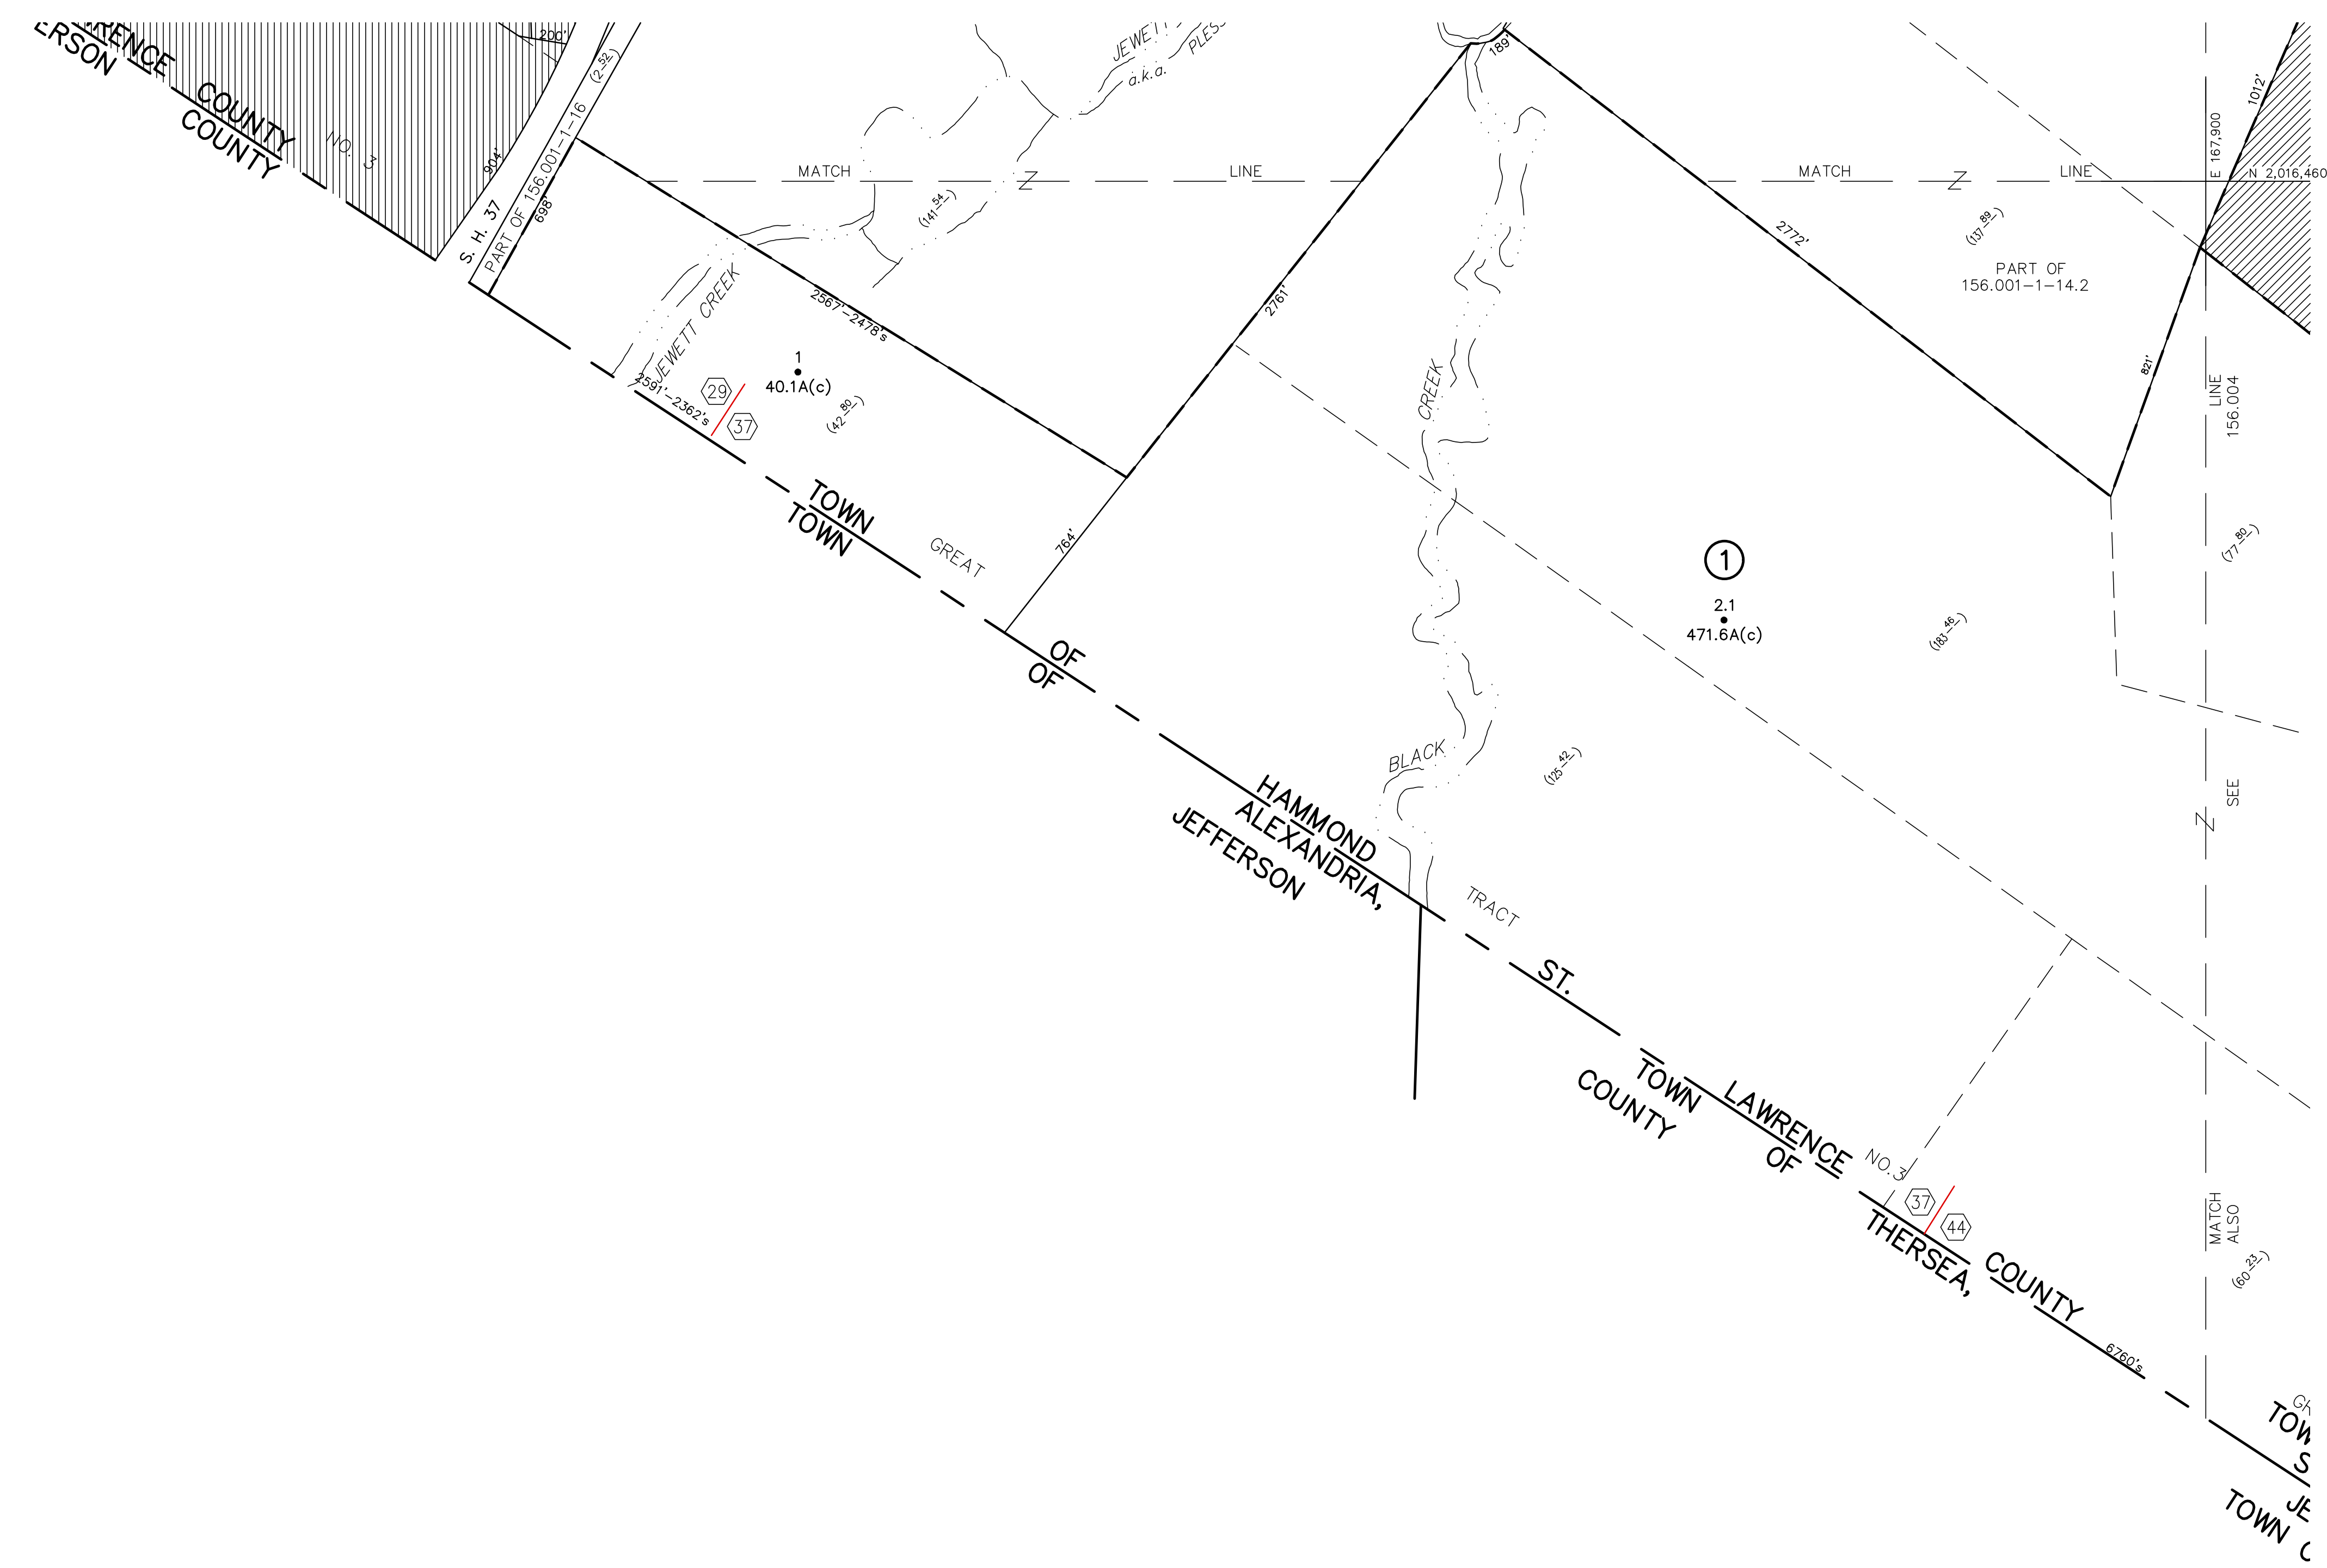 COUNTY
COUNTY
NO. 3
200'
904'
S. H. 37
PART OF 156.001-1-16
(2 52)
698'
JEWETT
a.k.a.
189'
MATCH LINE
MATCH LINE
1012'
E 167,900
N 2,016,460
(141 54)
(137 89)
2772'
PART OF
156.001-1-14.2
JEWETT CREEK
2567'-2478's
2761'
821'
LINE
156.004
1
40.1A(c)
29
37
2591'-2362's
(42 80)
CREEK
TOWN
TOWN
GREAT
764'
1
2.1
471.6A(c)
(183 46)
(77 80)
OF
OF
BLACK
(125 42)
SEE
HAMMOND
ALEXANDRIA,
JEFFERSON
TRACT
ST.
TOWN
COUNTY
LAWRENCE
OF
NO. 3
37
44
THERSEA,
COUNTY
MATCH
ALSO
(60 23)
6760's
TOWN